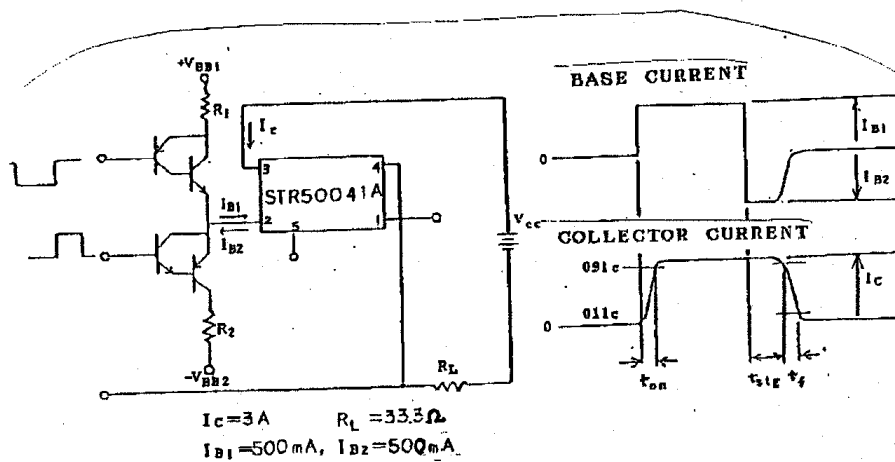 +VBB1
R1
Ic
3
4
STR50041A
IB1
2
5
1
IB2
R2
-VBB2
Vcc
RL
Ic=3A RL=33.3Ω
IB1=500mA, IB2=500mA
BASE CURRENT
0
IB1
IB2
COLLECTOR CURRENT
091c
011c
0
Ic
ton
tstg
tf